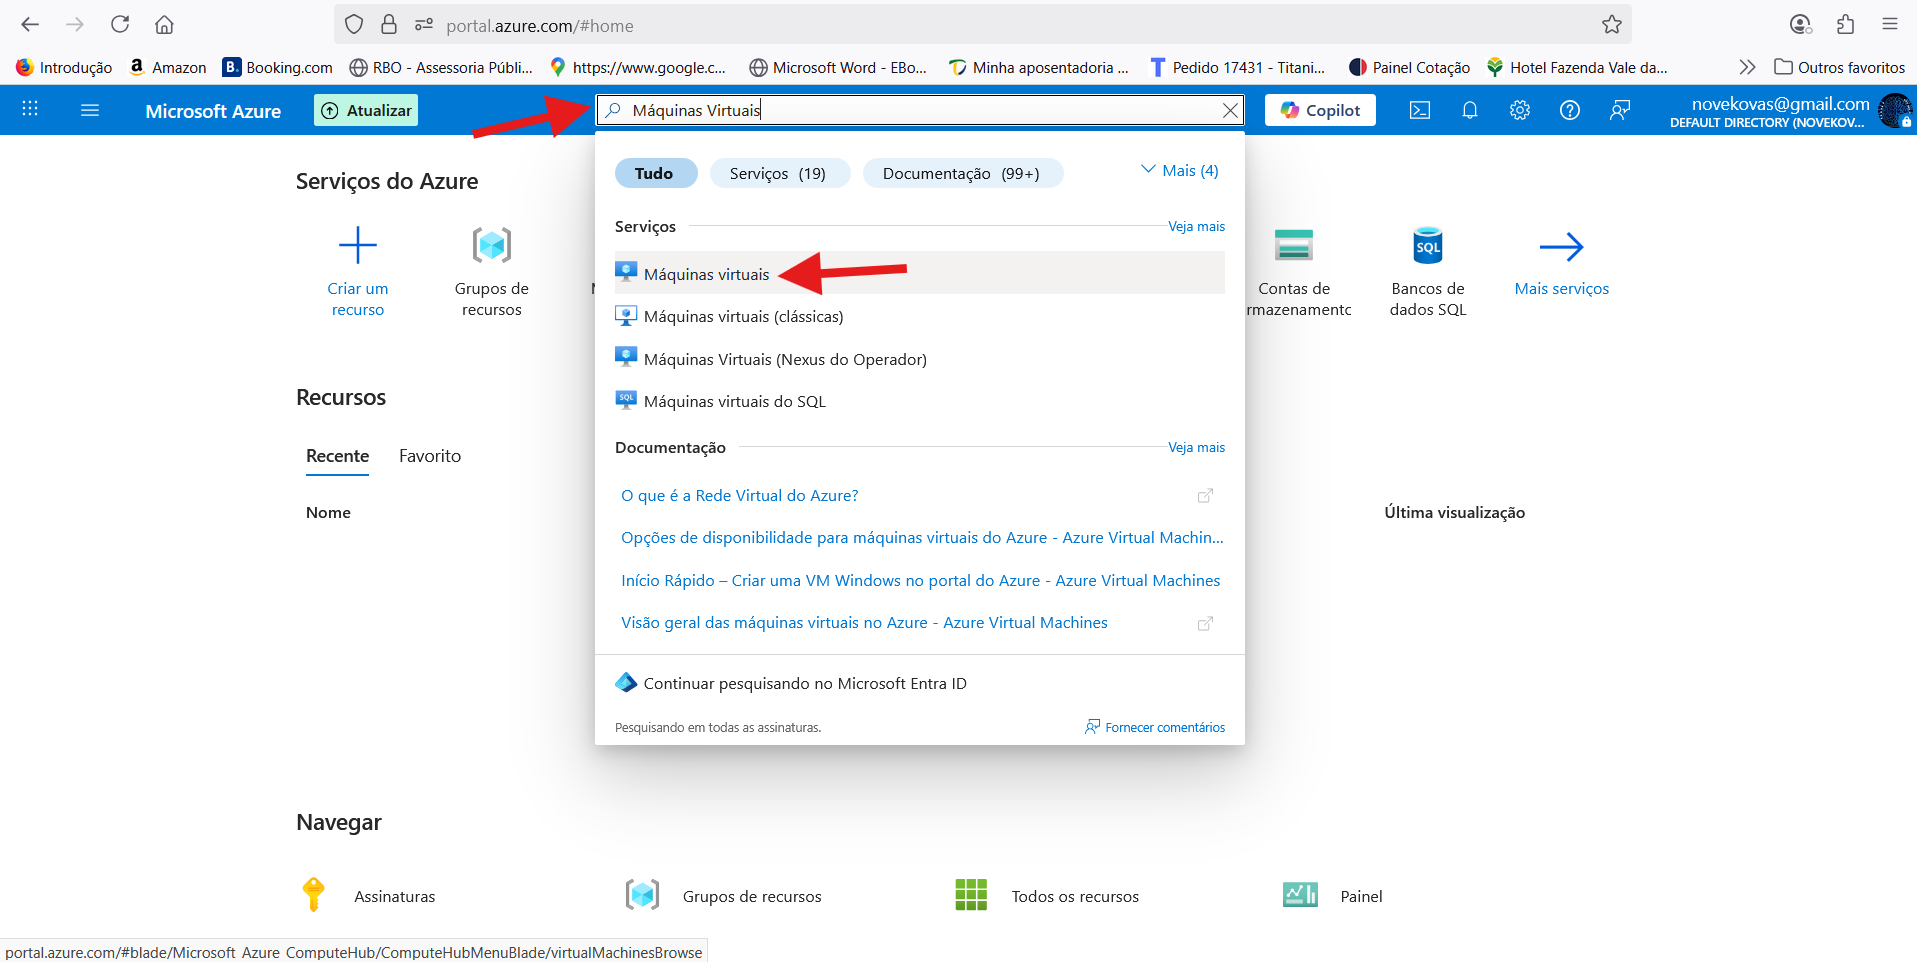 portal.azure.com/#home
Introdução
Amazon
Booking.com
RBO - Assessoria Públi...
https://www.google.c...
Microsoft Word - EBo...
Minha aposentadoria ...
Pedido 17431 - Titani...
Painel Cotação
Hotel Fazenda Vale da...
Outros favoritos
Microsoft Azure
Atualizar
Máquinas Virtuais
Copilot
novekovas@gmail.com
DEFAULT DIRECTORY (NOVEKOV...
Serviços do Azure
Criar um
recurso
Grupos de
recursos
Tudo
Serviços (19)
Documentação (99+)
Mais (4)
Serviços
Veja mais
Máquinas virtuais
Máquinas virtuais (clássicas)
Máquinas Virtuais (Nexus do Operador)
SQL
Máquinas virtuais do SQL
Documentação
Veja mais
O que é a Rede Virtual do Azure?
Opções de disponibilidade para máquinas virtuais do Azure - Azure Virtual Machin...
Início Rápido – Criar uma VM Windows no portal do Azure - Azure Virtual Machines
Visão geral das máquinas virtuais no Azure - Azure Virtual Machines
Continuar pesquisando no Microsoft Entra ID
Pesquisando em todas as assinaturas.
Fornecer comentários
Contas de
rmazenamentc
SQL
Bancos de
dados SQL
Mais serviços
Recursos
Recente
Favorito
Nome
Última visualização
Navegar
Assinaturas
Grupos de recursos
Todos os recursos
Painel
portal.azure.com/#blade/Microsoft_Azure_ComputeHub/ComputeHubMenuBlade/virtualMachinesBrowse